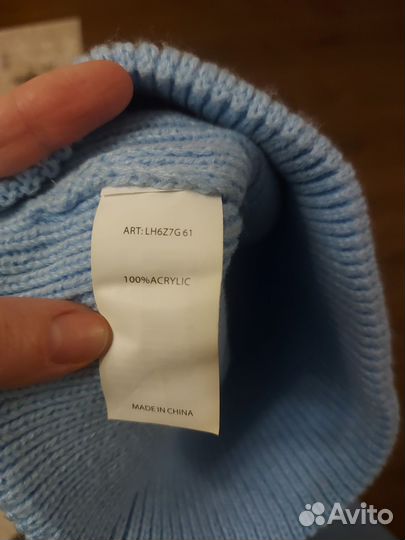 ART: LH6Z7G 61
100%ACRYLIC
MADE IN CHINA
Avito